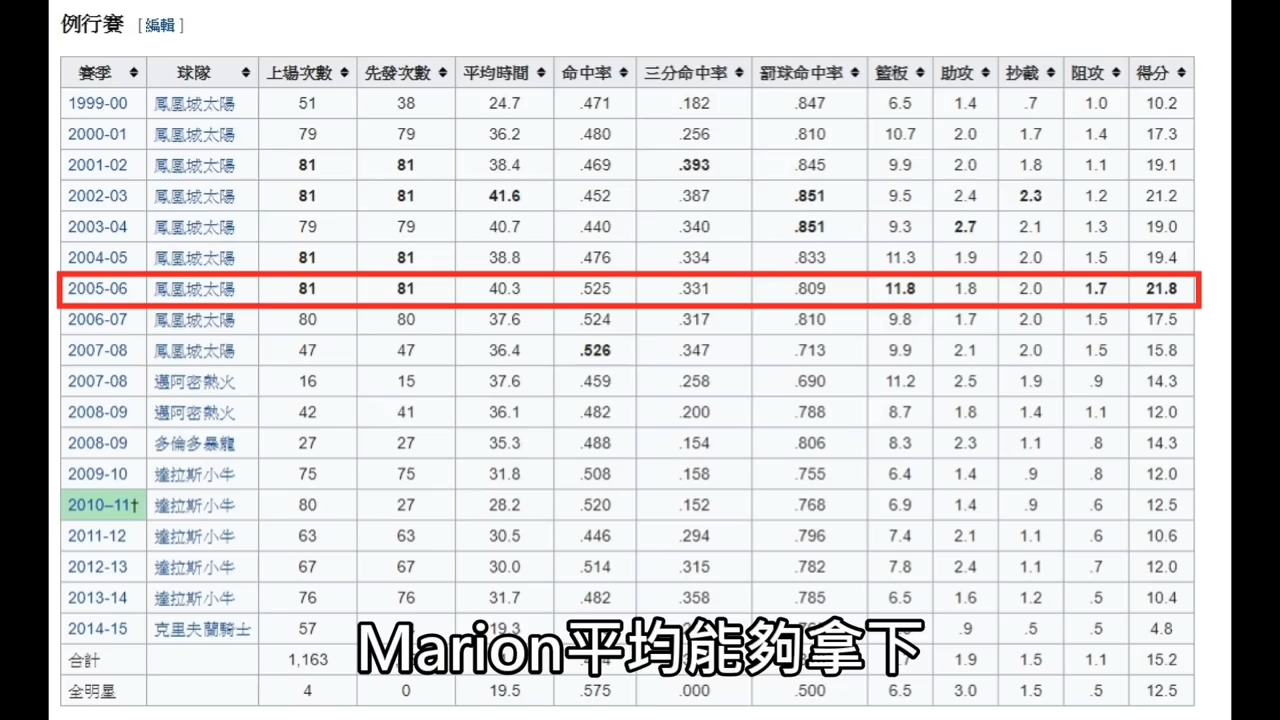 例行賽 [編輯]
賽季 球隊 上場次數 先發次數 平均時間 命中率 三分命中率 罰球命中率 籃板 助攻 抄截 阻攻 得分
1999-00 鳳凰城太陽 51 38 24.7 .471 .182 .847 6.5 1.4 .7 1.0 10.2
2000-01 鳳凰城太陽 79 79 36.2 .480 .256 .810 10.7 2.0 1.7 1.4 17.3
2001-02 鳳凰城太陽 81 81 38.4 .469 .393 .845 9.9 2.0 1.8 1.1 19.1
2002-03 鳳凰城太陽 81 81 41.6 .452 .387 .851 9.5 2.4 2.3 1.2 21.2
2003-04 鳳凰城太陽 79 79 40.7 .440 .340 .851 9.3 2.7 2.1 1.3 19.0
2004-05 鳳凰城太陽 81 81 38.8 .476 .334 .833 11.3 1.9 2.0 1.5 19.4
2005-06 鳳凰城太陽 81 81 40.3 .525 .331 .809 11.8 1.8 2.0 1.7 21.8
2006-07 鳳凰城太陽 80 80 37.6 .524 .317 .810 9.8 1.7 2.0 1.5 17.5
2007-08 鳳凰城太陽 47 47 36.4 .526 .347 .713 9.9 2.1 2.0 1.5 15.8
2007-08 邁阿密熱火 16 15 37.6 .459 .258 .690 11.2 2.5 1.9 .9 14.3
2008-09 邁阿密熱火 42 41 36.1 .482 .200 .788 8.7 1.8 1.4 1.1 12.0
2008-09 多倫多暴龍 27 27 35.3 .488 .154 .806 8.3 2.3 1.1 .8 14.3
2009-10 達拉斯小牛 75 75 31.8 .508 .158 .755 6.4 1.4 .9 .8 12.0
2010–11† 達拉斯小牛 80 27 28.2 .520 .152 .768 6.9 1.4 .9 .6 12.5
2011-12 達拉斯小牛 63 63 30.5 .446 .294 .796 7.4 2.1 1.1 .6 10.6
2012-13 達拉斯小牛 67 67 30.0 .514 .315 .782 7.8 2.4 1.1 .7 12.0
2013-14 達拉斯小牛 76 76 31.7 .482 .358 .785 6.5 1.6 1.2 .5 10.4
2014-15 克里夫蘭騎士 57 19.3 .9 .5 .5 4.8
合計 1,163 1.9 1.5 1.1 15.2
全明星 4 0 19.5 .575 .000 .500 6.5 3.0 1.5 .5 12.5
Marion平均能夠拿下